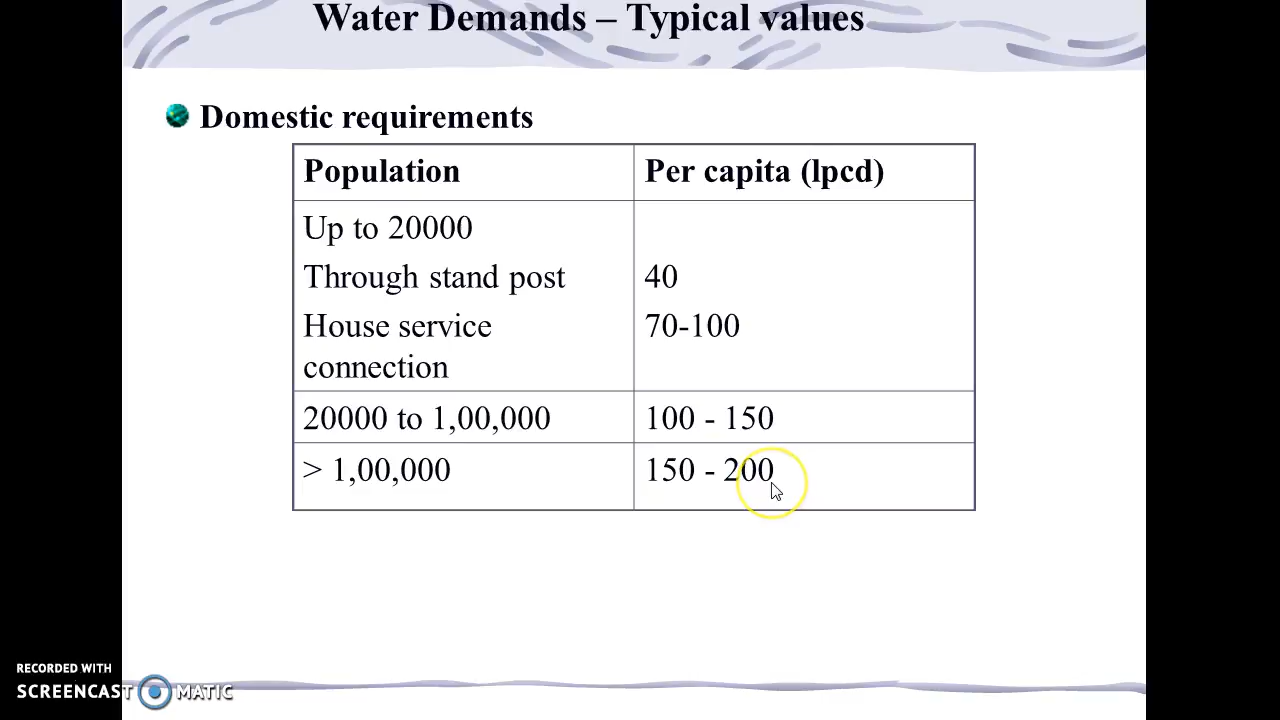 Water Demands – Typical values
Domestic requirements
Population Per capita (lpcd)
Up to 20000
Through stand post 40
House service 70-100
connection
20000 to 1,00,000 100 - 150
> 1,00,000 150 - 200
RECORDED WITH
SCREENCAST MATIC